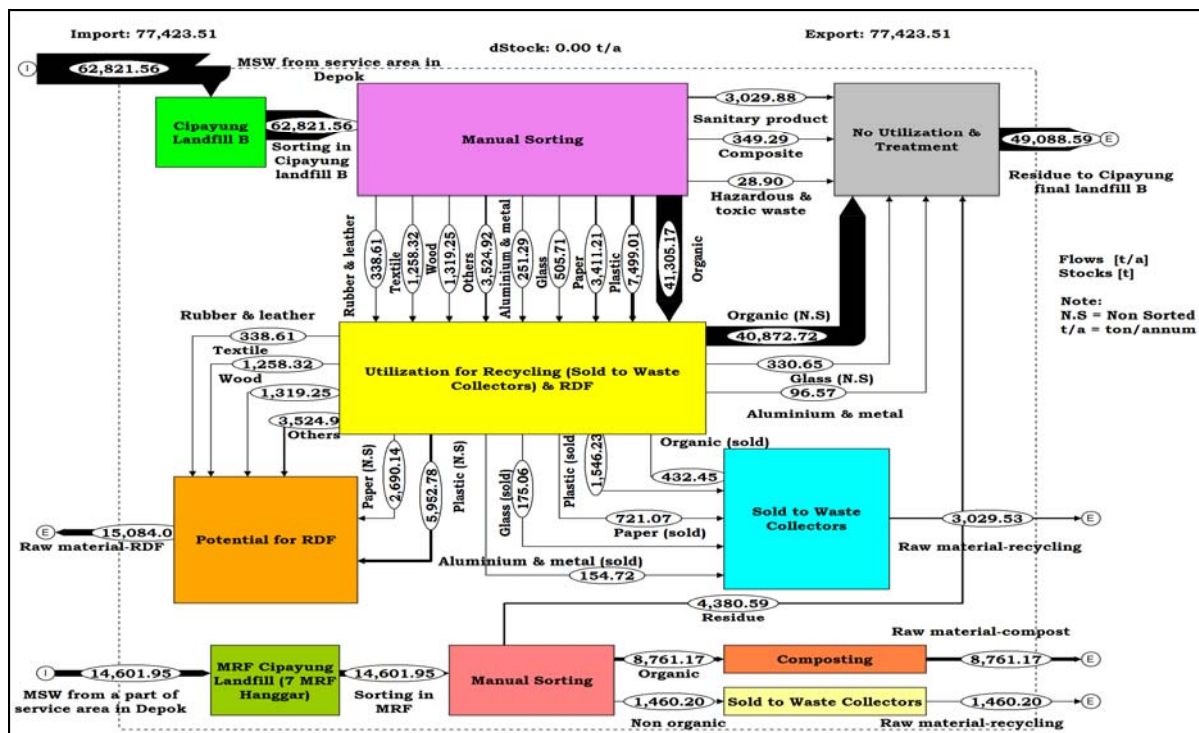 Import: 77,423.51
dStock: 0.00 t/a
Export: 77,423.51
I
62,821.56
MSW from service area in
Depok
Cipayung
Landfill B
62,821.56
Sorting in
Cipayung
landfill B
Manual Sorting
3,029.88
Sanitary product
349.29
Composite
28.90
Hazardous &
toxic waste
No Utilization &
Treatment
49,088.59
E
Residue to Cipayung
final landfill B
Rubber & leather
338.61
Textile
1,258.32
Wood
1,319.25
Others
3,524.92
Aluminium & metal
251.29
Glass
505.71
Paper
3,411.21
Plastic
7,499.01
41,305.17
Organic
Flows [t/a]
Stocks [t]
Note:
N.S = Non Sorted
t/a = ton/annum
Rubber & leather
338.61
Textile
1,258.32
Wood
1,319.25
3,524.9
Others
Utilization for Recycling (Sold to Waste
Collectors) & RDF
Organic (N.S)
40,872.72
330.65
Glass (N.S)
96.57
Aluminium & metal
Paper (N.S)
2,690.14
5,952.78
Plastic (N.S)
Glass (sold)
175.06
Plastic (sold)
1,546.23
Organic (sold)
432.45
721.07
Paper (sold)
Aluminium & metal (sold)
154.72
Potential for RDF
E
15,084.0
Raw material-RDF
Sold to Waste
Collectors
3,029.53
E
Raw material-recycling
4,380.59
Residue
I
14,601.95
MSW from a part of
service area in Depok
MRF Cipayung
Landfill (7 MRF
Hanggar)
14,601.95
Sorting in
MRF
Manual Sorting
8,761.17
Organic
Composting
Raw material-compost
8,761.17
E
1,460.20
Non organic
Sold to Waste Collectors
1,460.20
E
Raw material-recycling